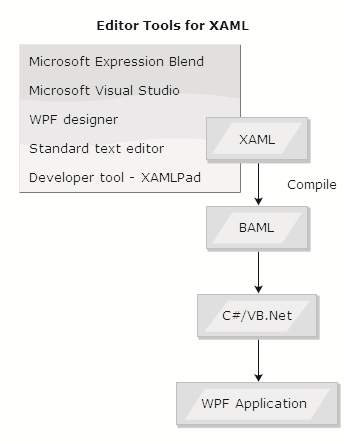 Editor Tools for XAML
Microsoft Expression Blend
Microsoft Visual Studio
WPF designer
Standard text editor
Developer tool - XAMLPad
XAML
Compile
BAML
C#/VB.Net
WPF Application